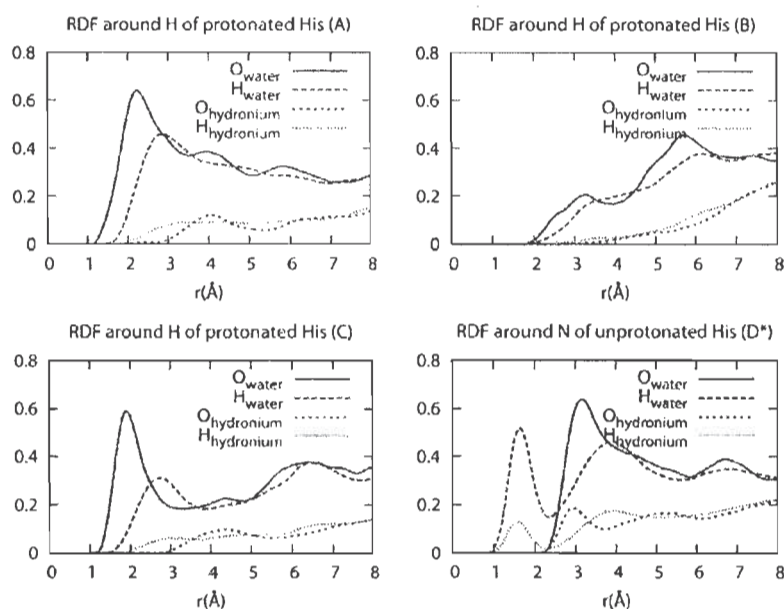 RDF around H of protonated His (A)
0.8
0.6
0.4
0.2
0
O water
H water
O hydronium
H hydronium
0 1 2 3 4 5 6 7 8
r(Å)
RDF around H of protonated His (B)
0.8
0.6
0.4
0.2
0
O water
H water
O hydronium
H hydronium
0 1 2 3 4 5 6 7 8
r(Å)
RDF around H of protonated His (C)
0.8
0.6
0.4
0.2
0
O water
H water
O hydronium
H hydronium
0 1 2 3 4 5 6 7 8
r(Å)
RDF around N of unprotonated His (D*)
0.8
0.6
0.4
0.2
0
O water
H water
O hydronium
H hydronium
0 1 2 3 4 5 6 7 8
r(Å)